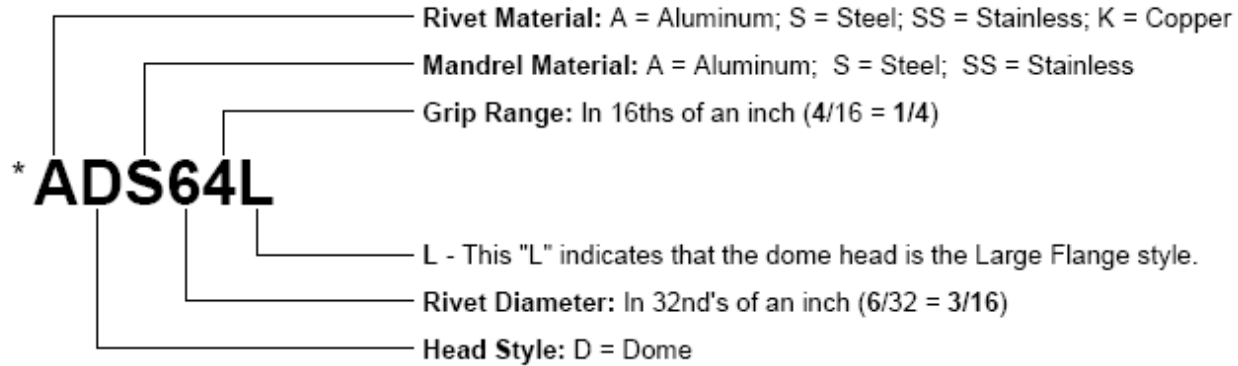 Rivet Material: A = Aluminum; S = Steel; SS = Stainless; K = Copper
Mandrel Material: A = Aluminum; S = Steel; SS = Stainless
Grip Range: In 16ths of an inch (4/16 = 1/4)
*ADS64L
L - This "L" indicates that the dome head is the Large Flange style.
Rivet Diameter: In 32nd's of an inch (6/32 = 3/16)
Head Style: D = Dome